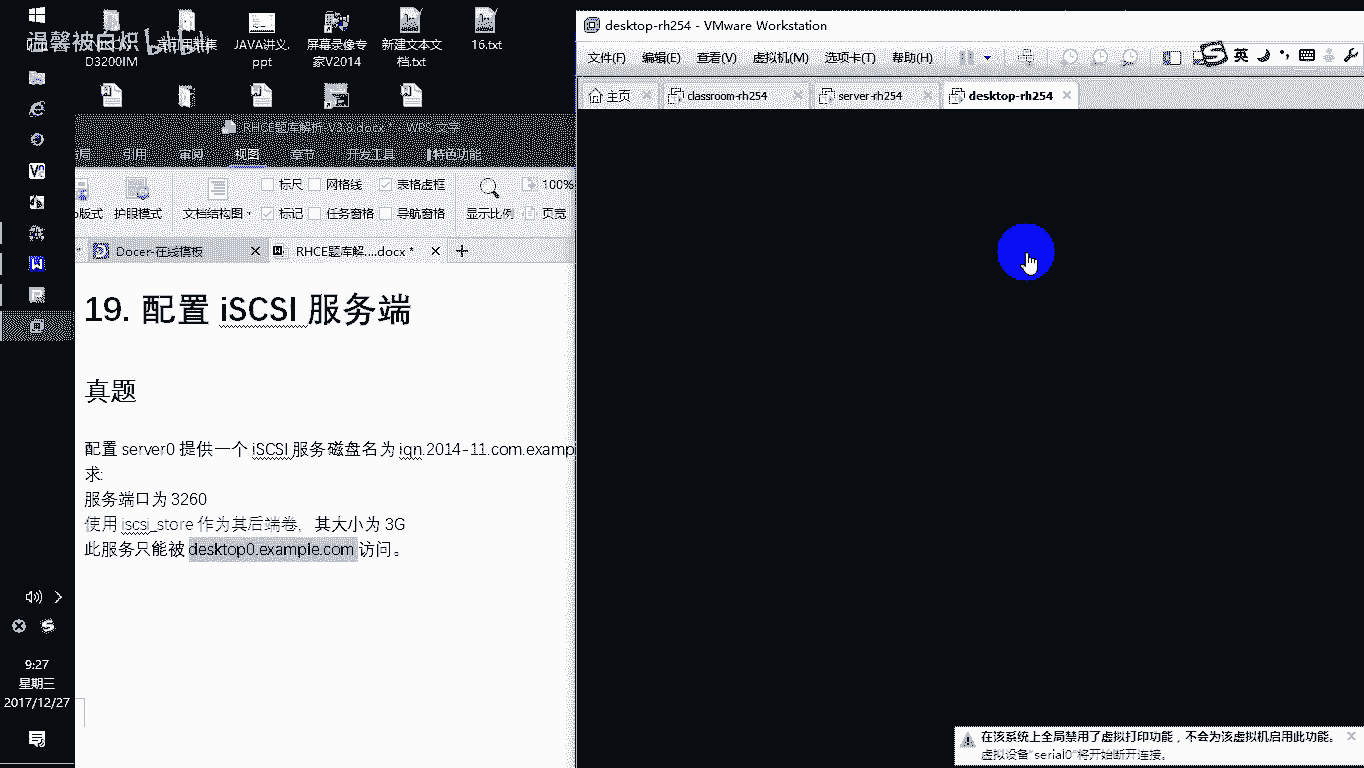 温馨被白炽
D3200IM
JAVA讲义.
ppt
屏幕录像专
家V2014
新建文本文
档.txt
16.txt
desktop-rh254 - VMware Workstation
文件(F) 编辑(E) 查看(V) 虚拟机(M) 选项卡(T) 帮助(H)
英
主页 classroom-rh254 server-rh254 desktop-rh254
RHCE题库解析-V3.3.docx * - WPS 文字
引用 审阅 视图 章节 开发工具 特色功能
标尺 网格线 表格虚框 100%
版式 护眼模式 文档结构图 标记 任务窗格 导航窗格 显示比例 页宽
Docer-在线模板 RHCE题库解....docx *
19. 配置 iSCSI 服务端
真题
配置 server0 提供一个 iSCSI 服务磁盘名为 iqn.2014-11.com.exampl
求:
服务端口为 3260
使用 iscsi_store 作为其后端卷,其大小为 3G
此服务只能被 desktop0.example.com 访问。
9:27
星期三
2017/12/27
在该系统上全局禁用了虚拟打印功能，不会为该虚拟机启用此功能。
虚拟设备"serial0"将开始断开连接。